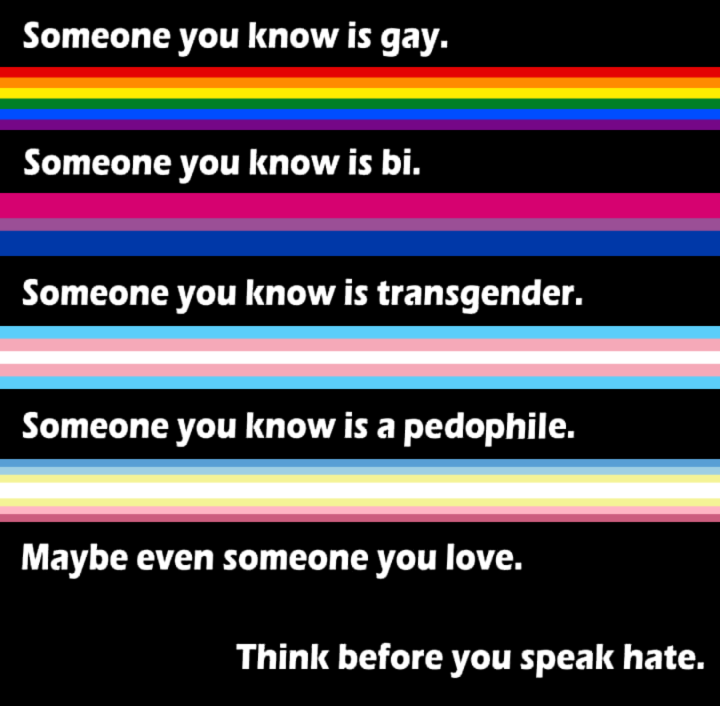 Someone you know is gay.
Someone you know is bi.
Someone you know is transgender.
Someone you know is a pedophile.
Maybe even someone you love.
Think before you speak hate.